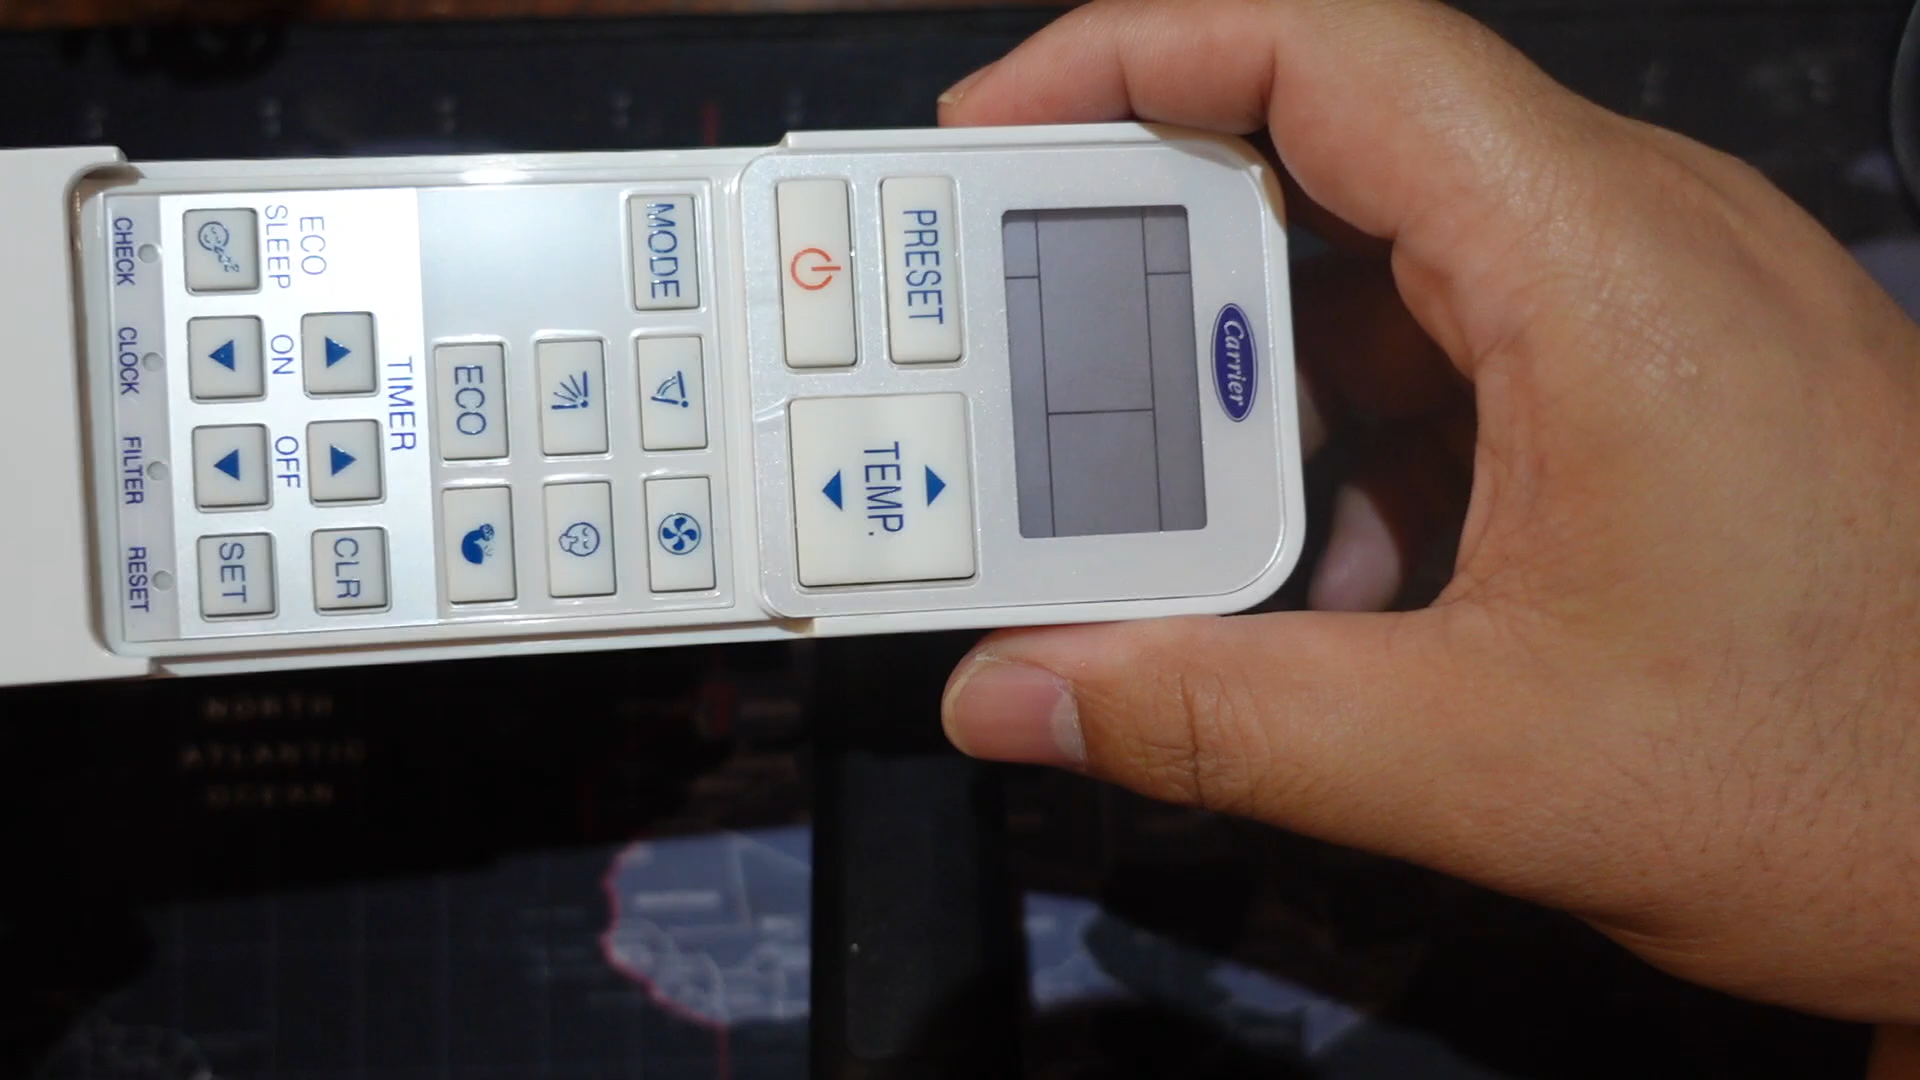 Carrier
PRESET
TEMP.
MODE
ECO
TIMER
ECO
SLEEP
ON
OFF
CLR
SET
CHECK
CLOCK
FILTER
RESET
NORTH
ATLANTIC
OCEAN